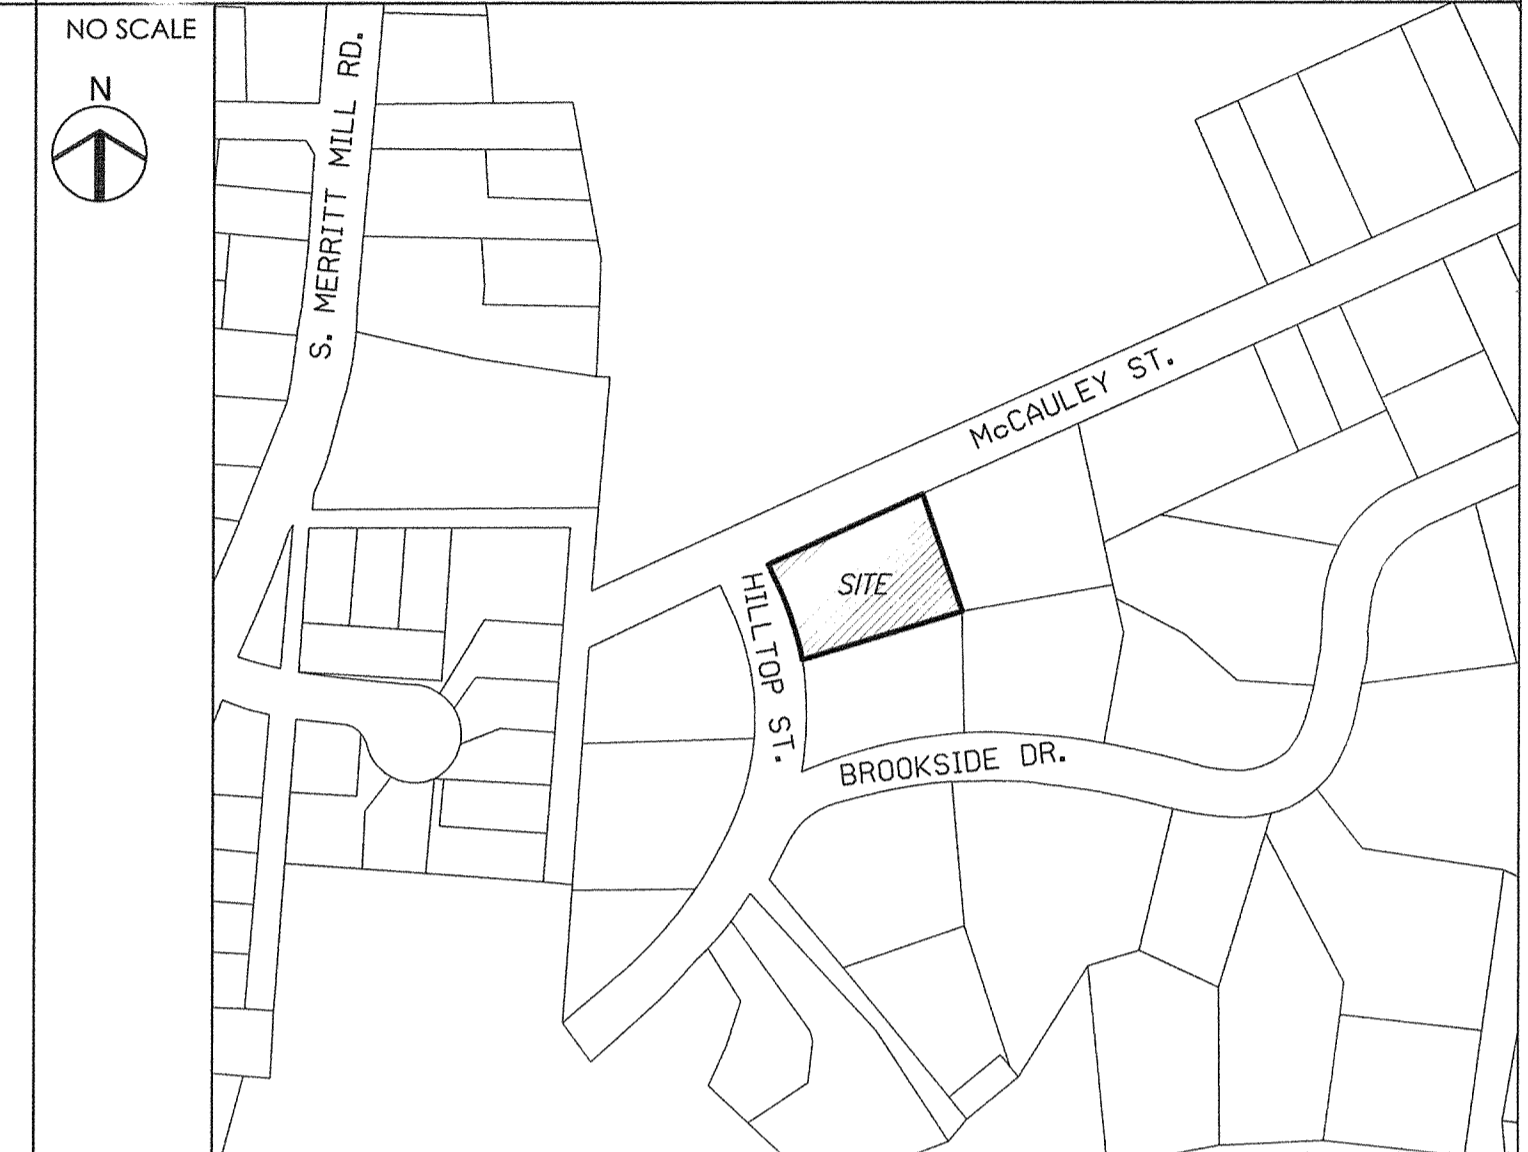 NO SCALE
N
S. MERRITT MILL RD.
McCAULEY ST.
SITE
HILLTOP ST.
BROOKSIDE DR.